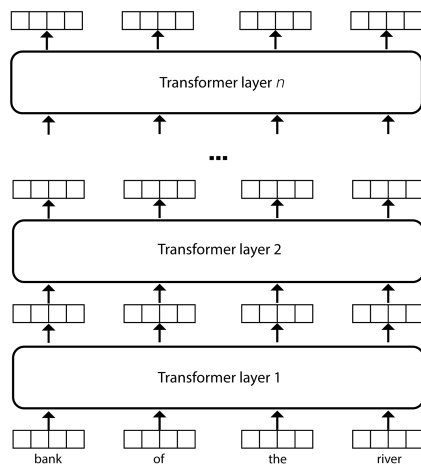 Transformer layer n
...
Transformer layer 2
Transformer layer 1
bank of the river